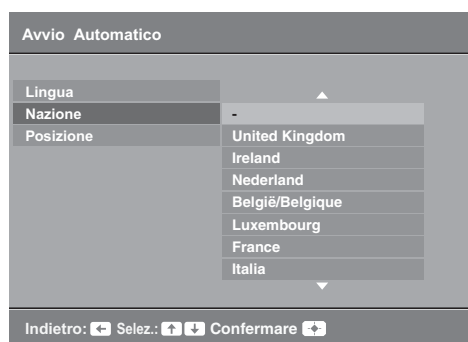 Avvio Automatico
Lingua
Nazione
-
Posizione
United Kingdom
Ireland
Nederland
België/Belgique
Luxembourg
France
Italia
Indietro: Selez.: Confermare